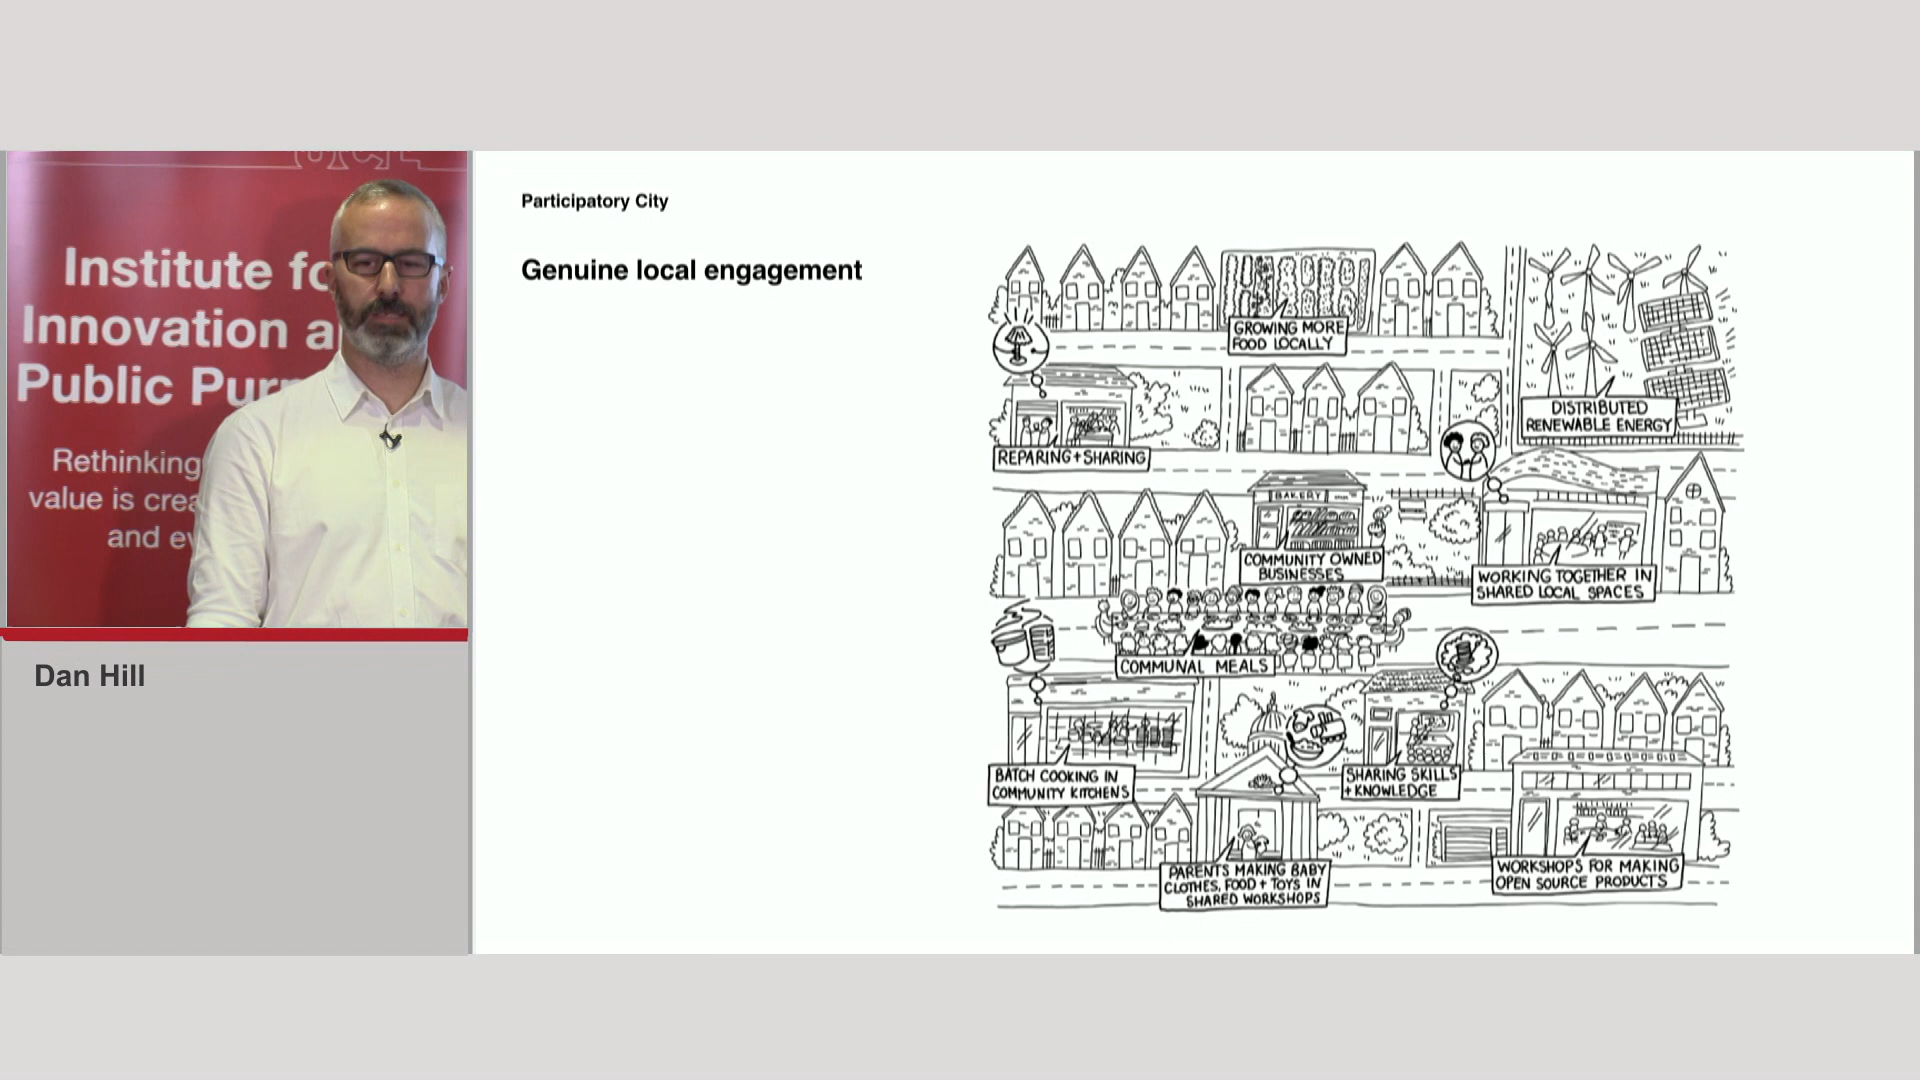 UCL
Institute fo
Innovation a
Public Pur
Rethinking
value is crea
and ev
Dan Hill
Participatory City
Genuine local engagement
GROWING MORE
FOOD LOCALLY
DISTRIBUTED
RENEWABLE ENERGY
REPARING + SHARING
BAKERY
COMMUNITY OWNED
BUSINESSES
WORKING TOGETHER IN
SHARED LOCAL SPACES
COMMUNAL MEALS
BATCH COOKING IN
COMMUNITY KITCHENS
SHARING SKILLS
+ KNOWLEDGE
PARENTS MAKING BABY
CLOTHES, FOOD + TOYS IN
SHARED WORKSHOPS
WORKSHOPS FOR MAKING
OPEN SOURCE PRODUCTS